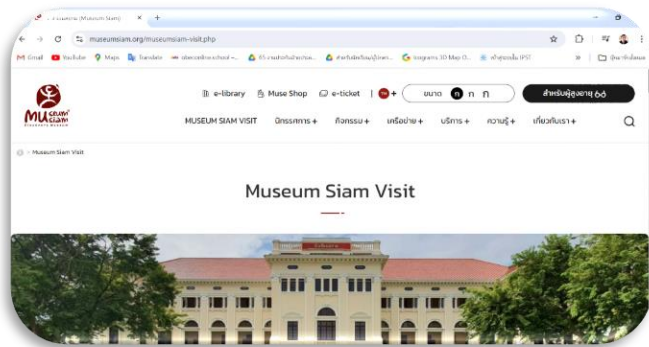 (Museum Siam)
museumsiam.org/museumsiam-visit.php
Gmail YouTube Maps Translate
e-library Muse Shop e-ticket | TH + ขนาด ก ก ก สำหรับผู้สูงอายุ
MUSEUM SIAM
MUSEUM SIAM VISIT นิทรรศการ + กิจกรรม + เครือข่าย + บริการ + ความรู้ + เกี่ยวกับเรา +
> Museum Siam Visit
Museum Siam Visit